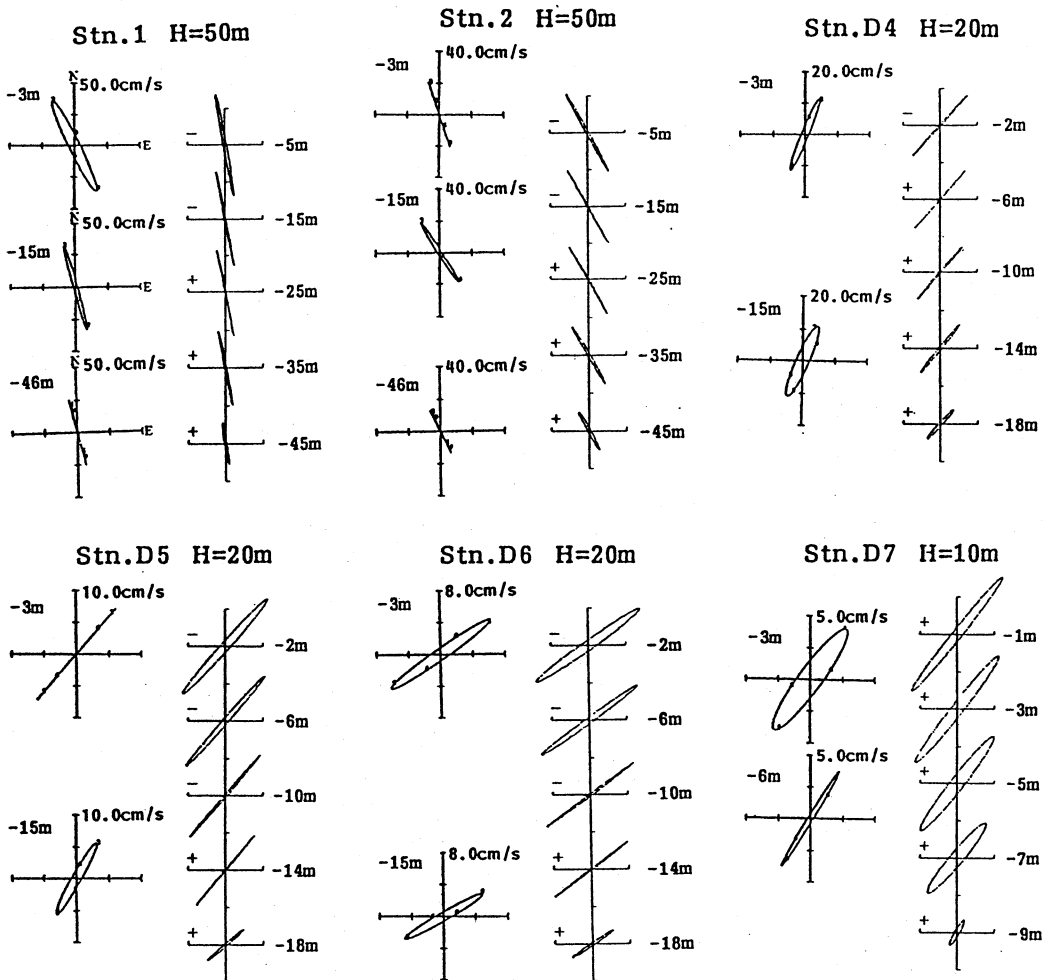 Stn.1 H=50m
-3m
N
50.0cm/s
E
-
-5m
-
-15m
N
50.0cm/s
-15m
E
+
-25m
+
-35m
N
50.0cm/s
-46m
E
+
-45m
Stn.2 H=50m
-3m
40.0cm/s
-
-5m
-15m
40.0cm/s
-
-15m
+
-25m
+
-35m
-46m
40.0cm/s
+
-45m
Stn.D4 H=20m
-3m
20.0cm/s
-
-2m
+
-6m
+
-10m
-15m
20.0cm/s
+
-14m
+
-18m
Stn.D5 H=20m
-3m
10.0cm/s
-
-2m
-
-6m
-
-10m
-15m
10.0cm/s
+
-14m
+
-18m
Stn.D6 H=20m
-3m
8.0cm/s
-
-2m
-
-6m
-
-10m
-15m
8.0cm/s
+
-14m
+
-18m
Stn.D7 H=10m
-3m
5.0cm/s
+
-1m
+
-3m
-6m
5.0cm/s
+
-5m
+
-7m
+
-9m